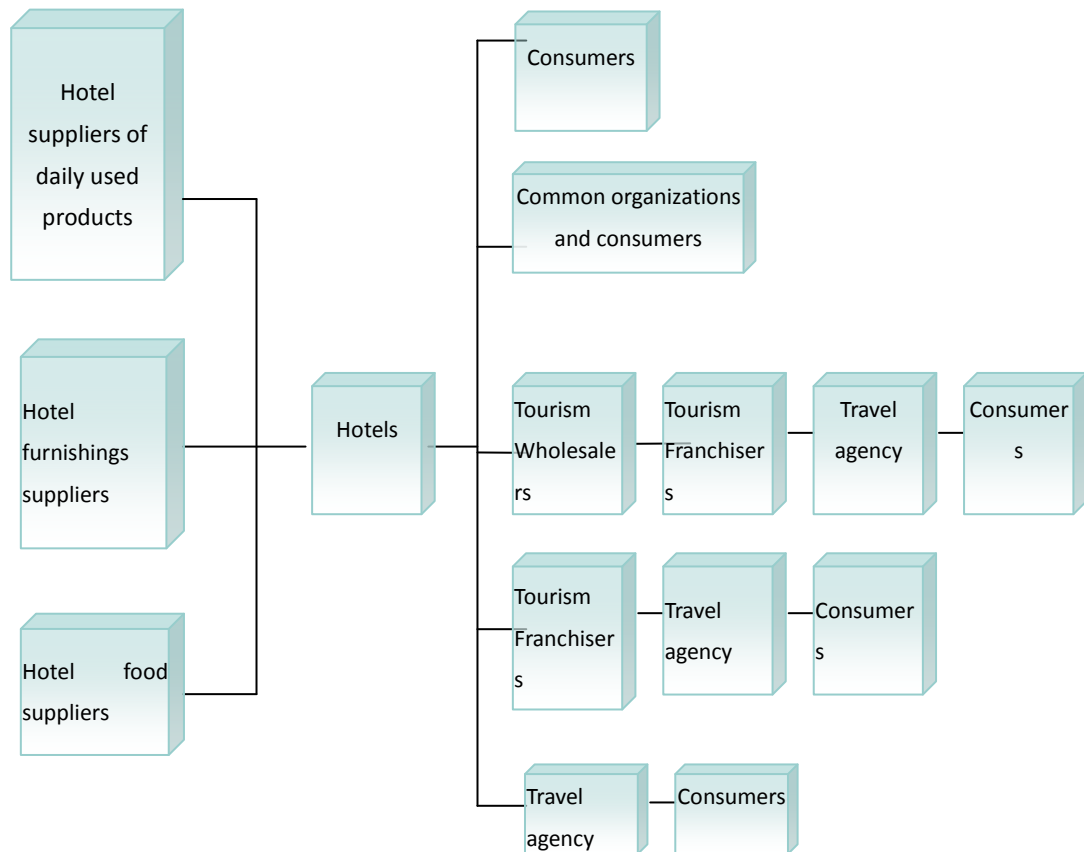 Hotel
suppliers of
daily used
products
Hotel
furnishings
suppliers
Hotel food
suppliers
Hotels
Consumers
Common organizations
and consumers
Tourism
Wholesale
rs
Tourism
Franchiser
s
Travel
agency
Consumer
s
Tourism
Franchiser
s
Travel
agency
Consumer
s
Travel
agency
Consumers